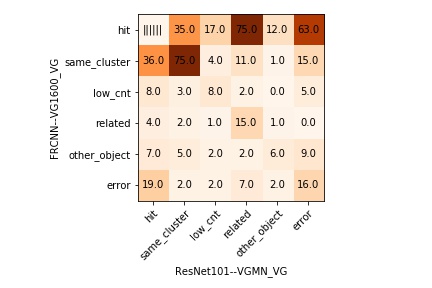 hit |||||| 35.0 17.0 75.0 12.0 63.0
same_cluster 36.0 75.0 4.0 11.0 1.0 15.0
low_cnt 8.0 3.0 8.0 2.0 0.0 5.0
related 4.0 2.0 1.0 15.0 1.0 0.0
other_object 7.0 5.0 2.0 2.0 6.0 9.0
error 19.0 2.0 2.0 7.0 2.0 16.0
FRCNN--VG1600_VG
hit same_cluster low_cnt related other_object error
ResNet101--VGMN_VG